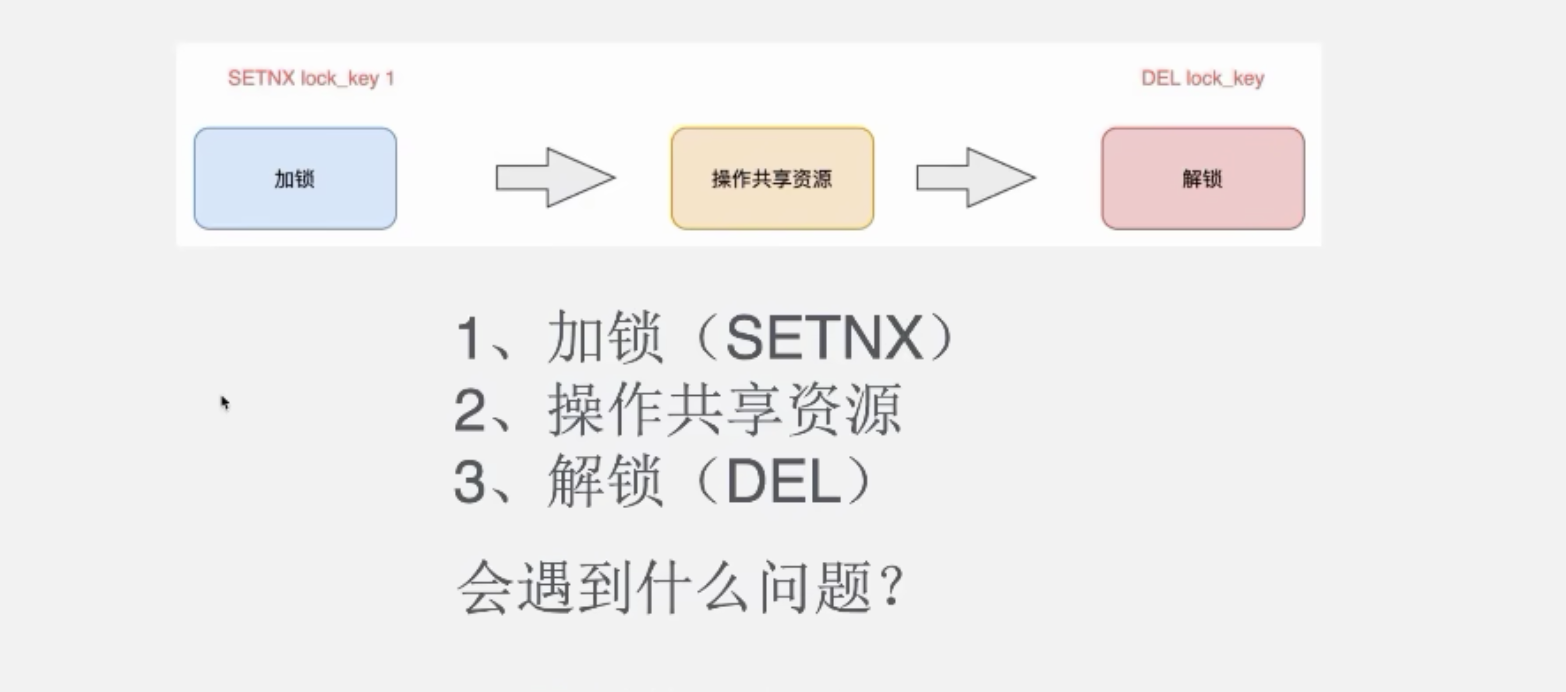 SETNX lock_key 1
DEL lock_key
加锁
操作共享资源
解锁
1、加锁（SETNX）
2、操作共享资源
3、解锁（DEL）
会遇到什么问题？